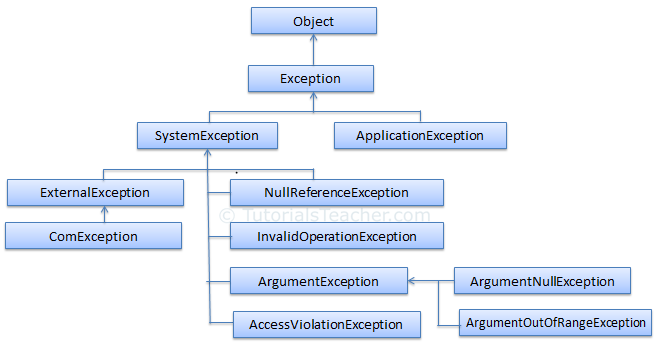 Object
Exception
SystemException
ApplicationException
ExternalException
NullReferenceException
© TutorialsTeacher.com
ComException
InvalidOperationException
ArgumentException
ArgumentNullException
AccessViolationException
ArgumentOutOfRangeException